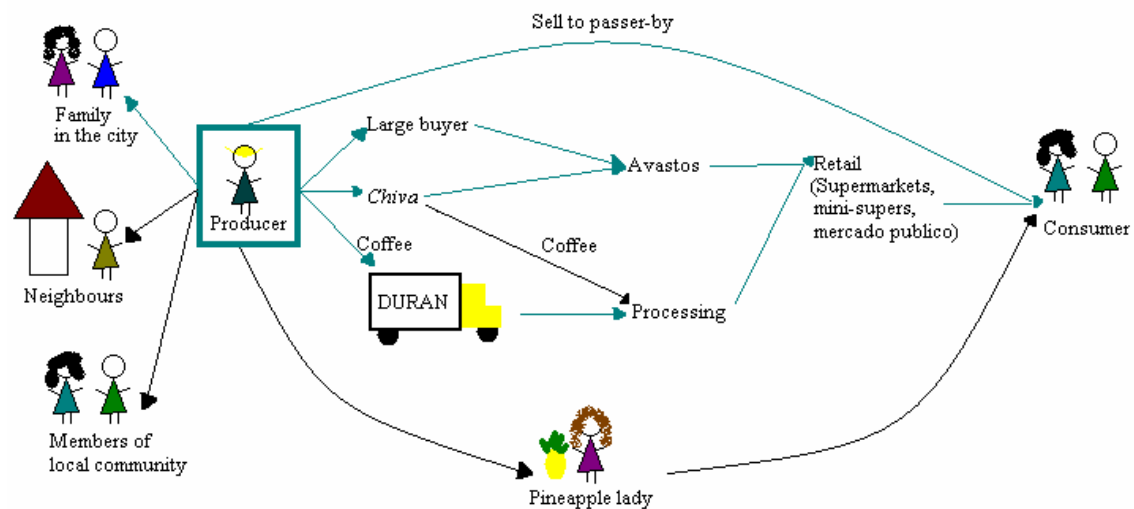 Sell to passer-by
Family
in the city
Large buyer
Avastos
Retail
(Supermarkets,
mini-supers,
mercado publico)
Chiva
Producer
Consumer
Coffee
Coffee
Neighbours
DURAN
Processing
Members of
local community
Pineapple lady